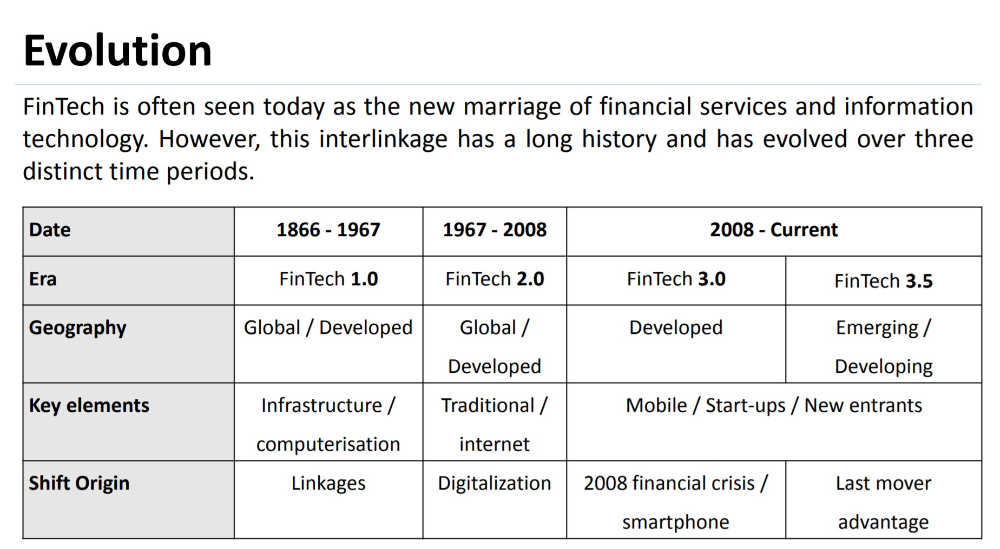 Evolution
FinTech is often seen today as the new marriage of financial services and information
technology. However, this interlinkage has a long history and has evolved over three
distinct time periods.
Date 1866 - 1967 1967 - 2008 2008 - Current
Era FinTech 1.0 FinTech 2.0 FinTech 3.0 FinTech 3.5
Geography Global / Developed Global / Developed Emerging /
Developed Developing
Key elements Infrastructure / Traditional / Mobile / Start-ups / New entrants
computerisation internet
Shift Origin Linkages Digitalization 2008 financial crisis / Last mover
smartphone advantage